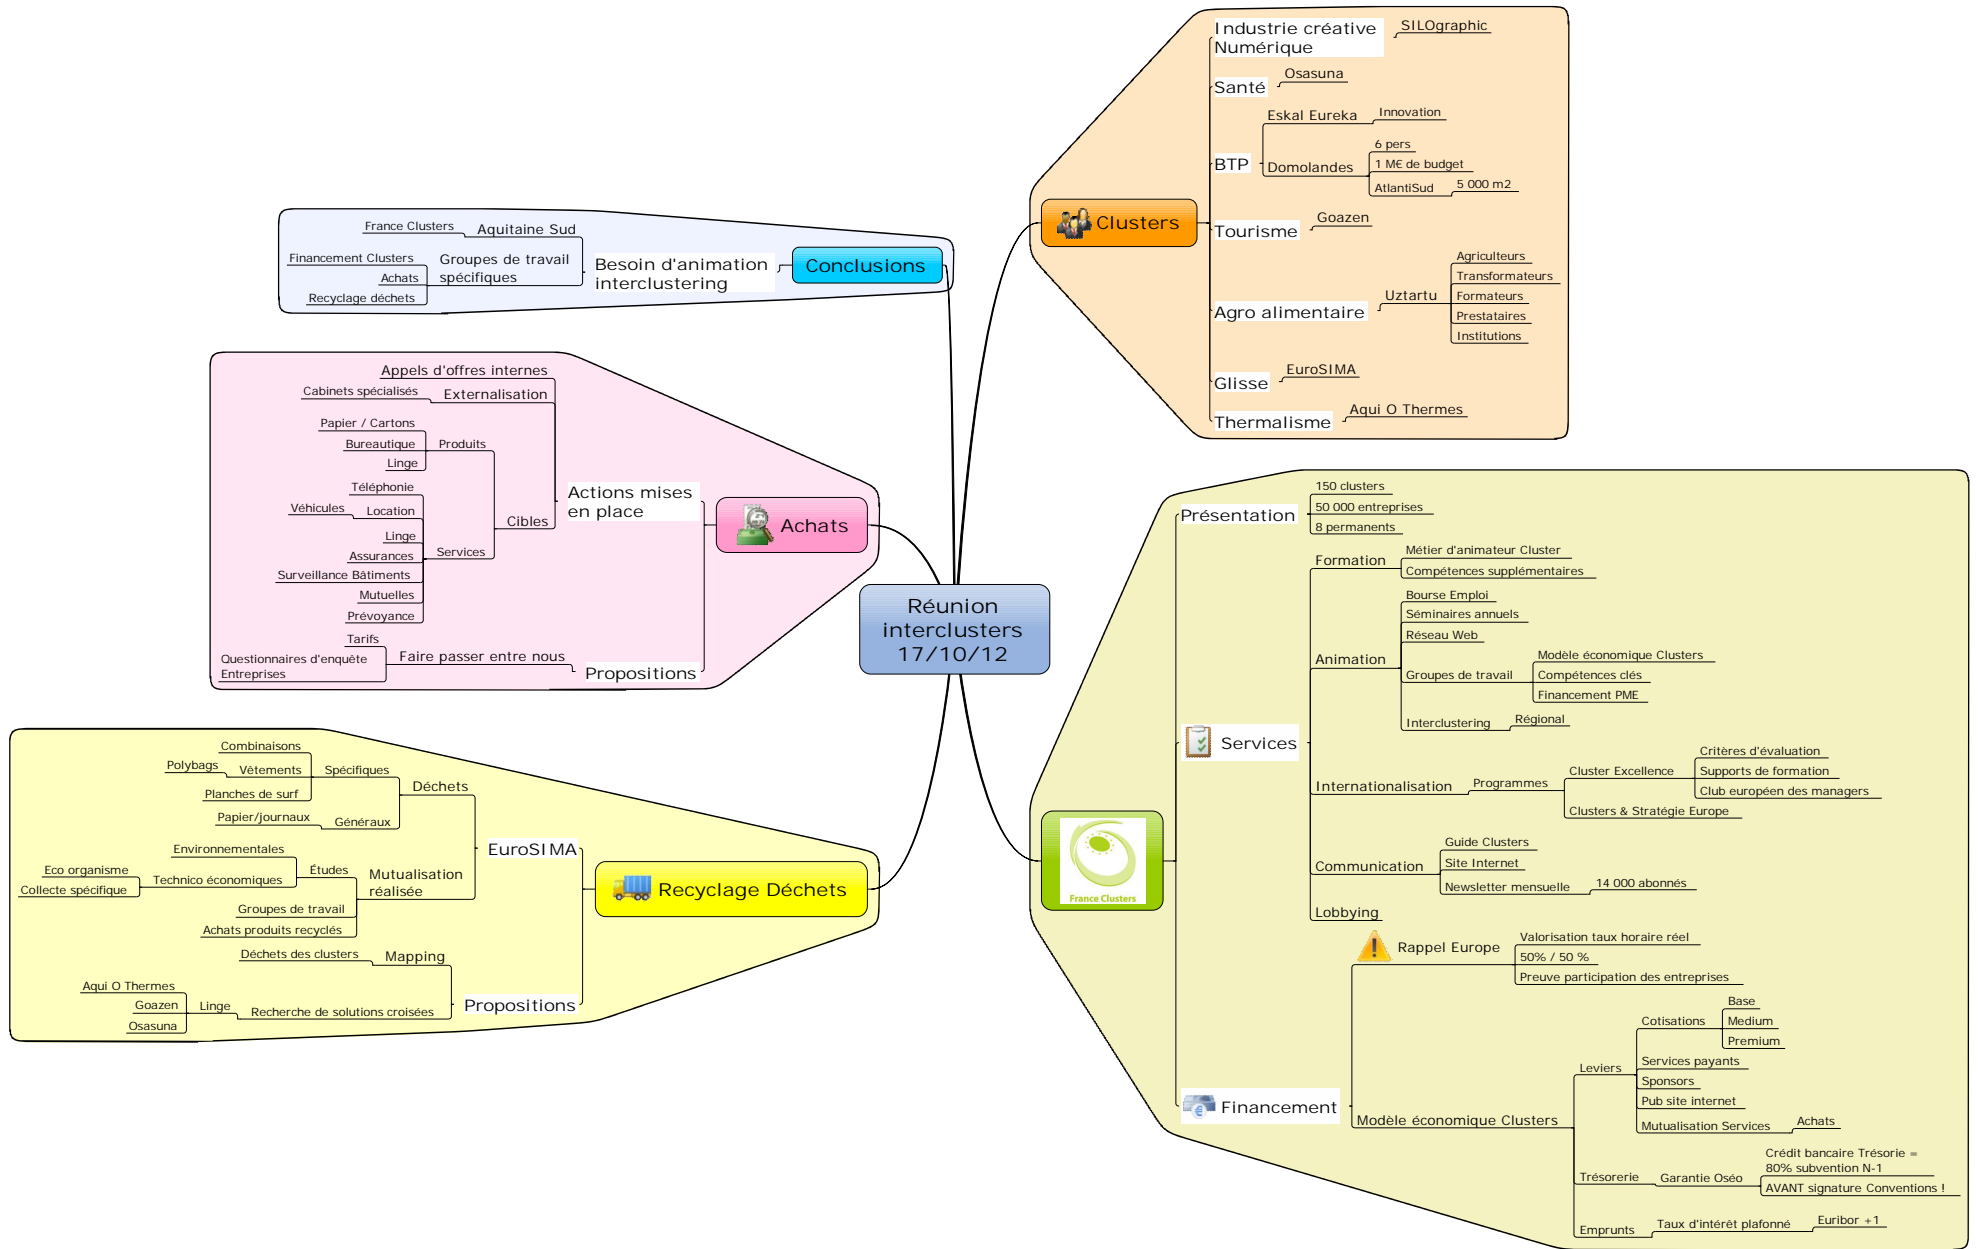 Réunion
interclusters
17/10/12
Clusters
Industrie créative
Numérique
SILOgraphic
Santé
Osasuna
BTP
Eskal Eureka
Innovation
Domolandes
6 pers
1 M€ de budget
AtlantiSud
5 000 m2
Tourisme
Goazen
Agro alimentaire
Uztartu
Agriculteurs
Transformateurs
Formateurs
Prestataires
Institutions
Glisse
EuroSIMA
Thermalisme
Aqui O Thermes
France Clusters
Présentation
150 clusters
50 000 entreprises
8 permanents
Services
Formation
Métier d'animateur Cluster
Compétences supplémentaires
Animation
Bourse Emploi
Séminaires annuels
Réseau Web
Groupes de travail
Modèle économique Clusters
Compétences clés
Financement PME
Interclustering
Régional
Internationalisation
Programmes
Cluster Excellence
Critères d'évaluation
Supports de formation
Club européen des managers
Clusters & Stratégie Europe
Communication
Guide Clusters
Site Internet
Newsletter mensuelle
14 000 abonnés
Lobbying
Financement
Rappel Europe
Valorisation taux horaire réel
50% / 50 %
Preuve participation des entreprises
Modèle économique Clusters
Leviers
Cotisations
Base
Medium
Premium
Services payants
Sponsors
Pub site internet
Mutualisation Services
Achats
Trésorerie
Garantie Oséo
Crédit bancaire Trésorie =
80% subvention N-1
AVANT signature Conventions !
Emprunts
Taux d'intérêt plafonné
Euribor +1
Recyclage Déchets
EuroSIMA
Déchets
Spécifiques
Combinaisons
Vêtements
Polybags
Planches de surf
Généraux
Papier/journaux
Mutualisation
réalisée
Études
Environnementales
Technico économiques
Eco organisme
Collecte spécifique
Groupes de travail
Achats produits recyclés
Propositions
Mapping
Déchets des clusters
Recherche de solutions croisées
Linge
Aqui O Thermes
Goazen
Osasuna
Achats
Actions mises
en place
Appels d'offres internes
Externalisation
Cabinets spécialisés
Cibles
Produits
Papier / Cartons
Bureautique
Linge
Services
Téléphonie
Location
Véhicules
Linge
Assurances
Surveillance Bâtiments
Mutuelles
Prévoyance
Propositions
Faire passer entre nous
Tarifs
Questionnaires d'enquête
Entreprises
Conclusions
Besoin d'animation
interclustering
Aquitaine Sud
France Clusters
Groupes de travail
spécifiques
Financement Clusters
Achats
Recyclage déchets